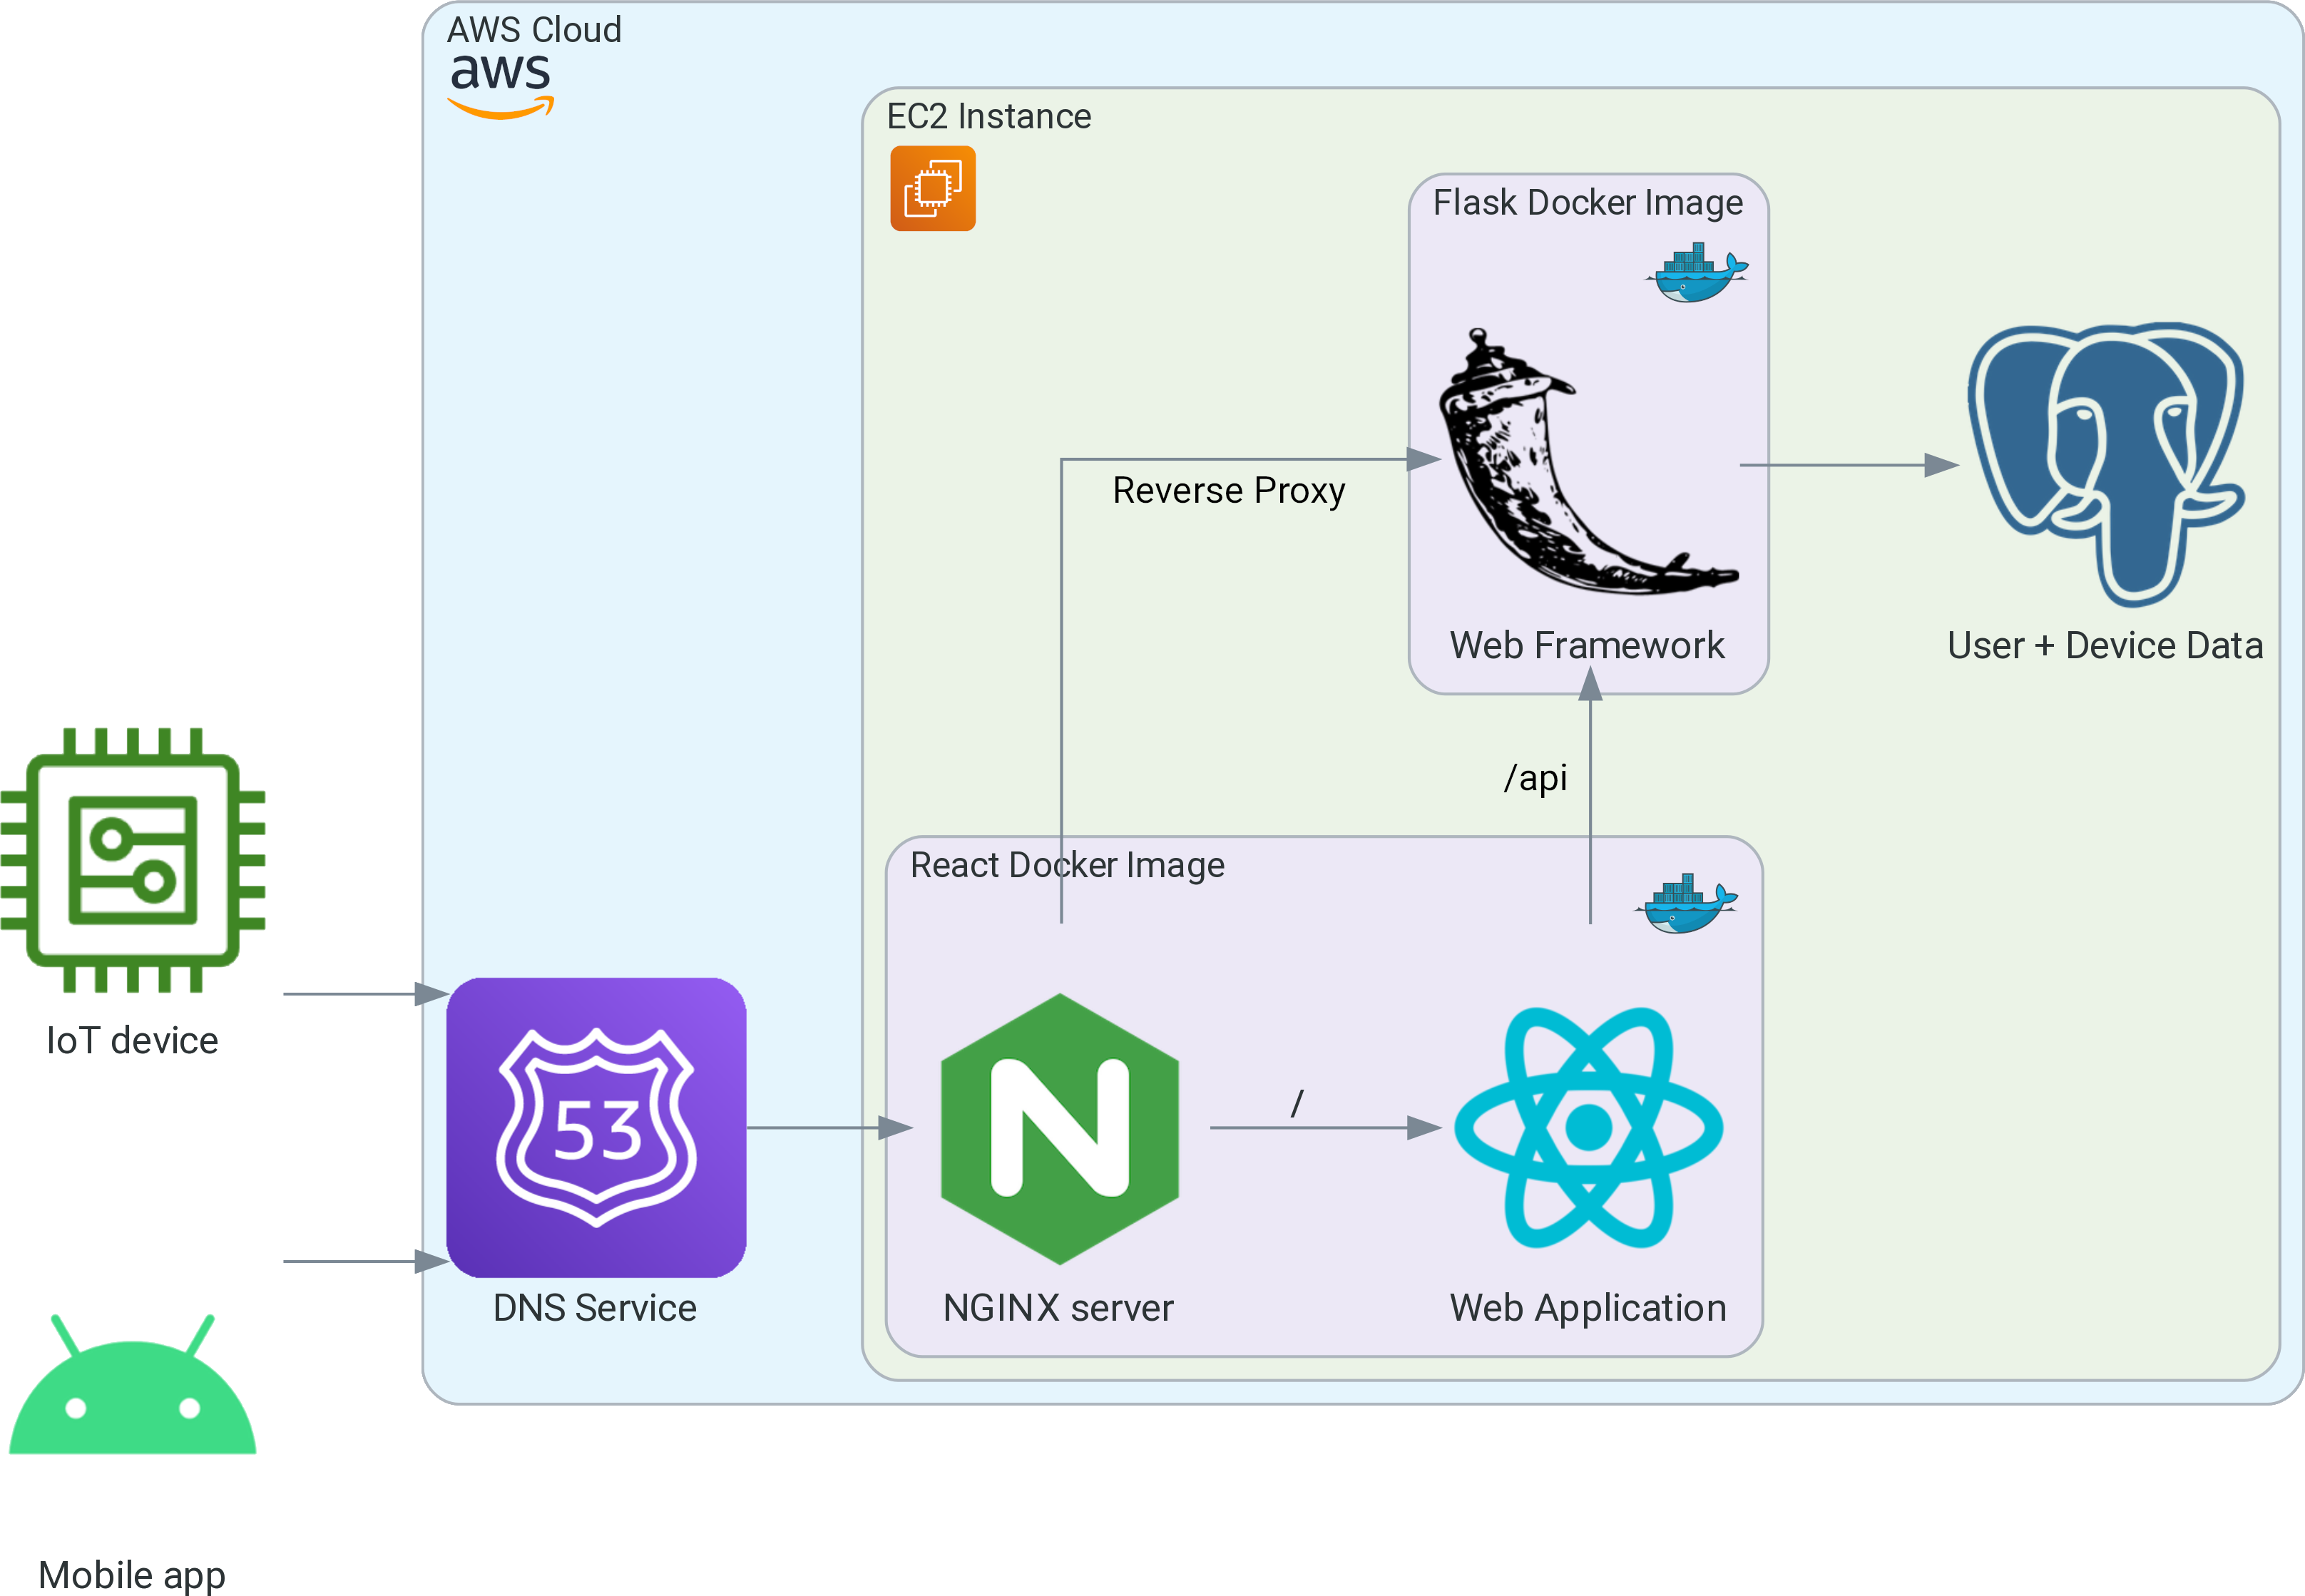 AWS Cloud
aws
EC2 Instance
Flask Docker Image
Reverse Proxy
Web Framework
User + Device Data
/api
React Docker Image
IoT device
53
/
DNS Service
NGINX server
Web Application
Mobile app